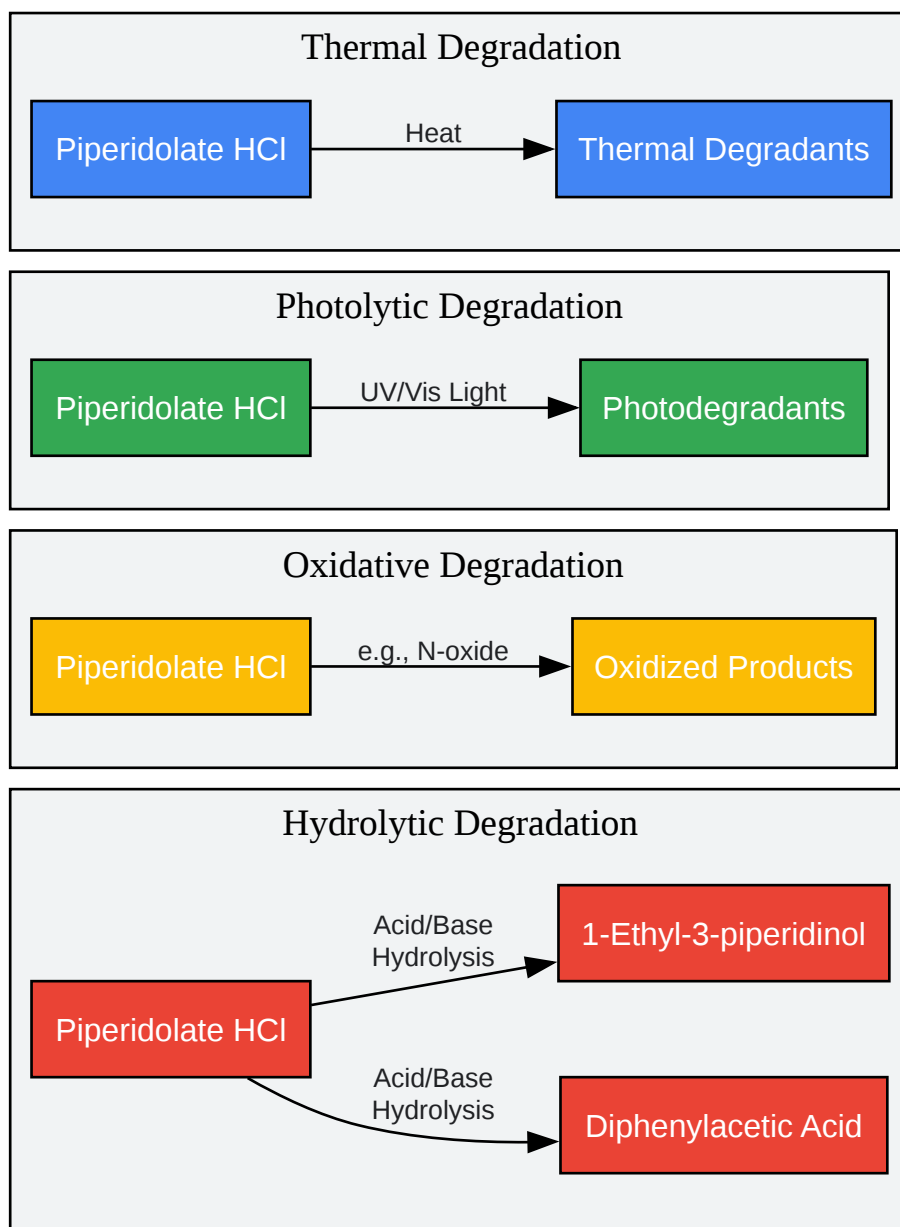 Thermal Degradation
Piperidolate HCl
Heat
Thermal Degradants
Photolytic Degradation
Piperidolate HCl
UV/Vis Light
Photodegradants
Oxidative Degradation
Piperidolate HCl
e.g., N-oxide
Oxidized Products
Hydrolytic Degradation
Piperidolate HCl
Acid/Base
Hydrolysis
1-Ethyl-3-piperidinol
Acid/Base
Hydrolysis
Diphenylacetic Acid